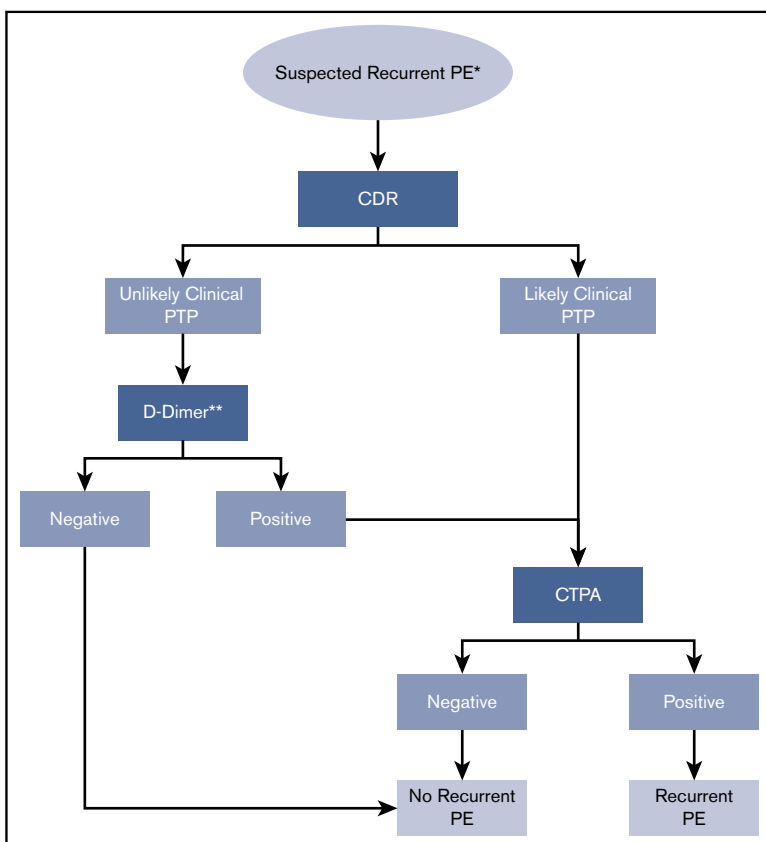 Suspected Recurrent PE*
CDR
Unlikely Clinical
PTP
Likely Clinical
PTP
D-Dimer**
Negative
Positive
CTPA
Negative
Positive
No Recurrent
PE
Recurrent
PE